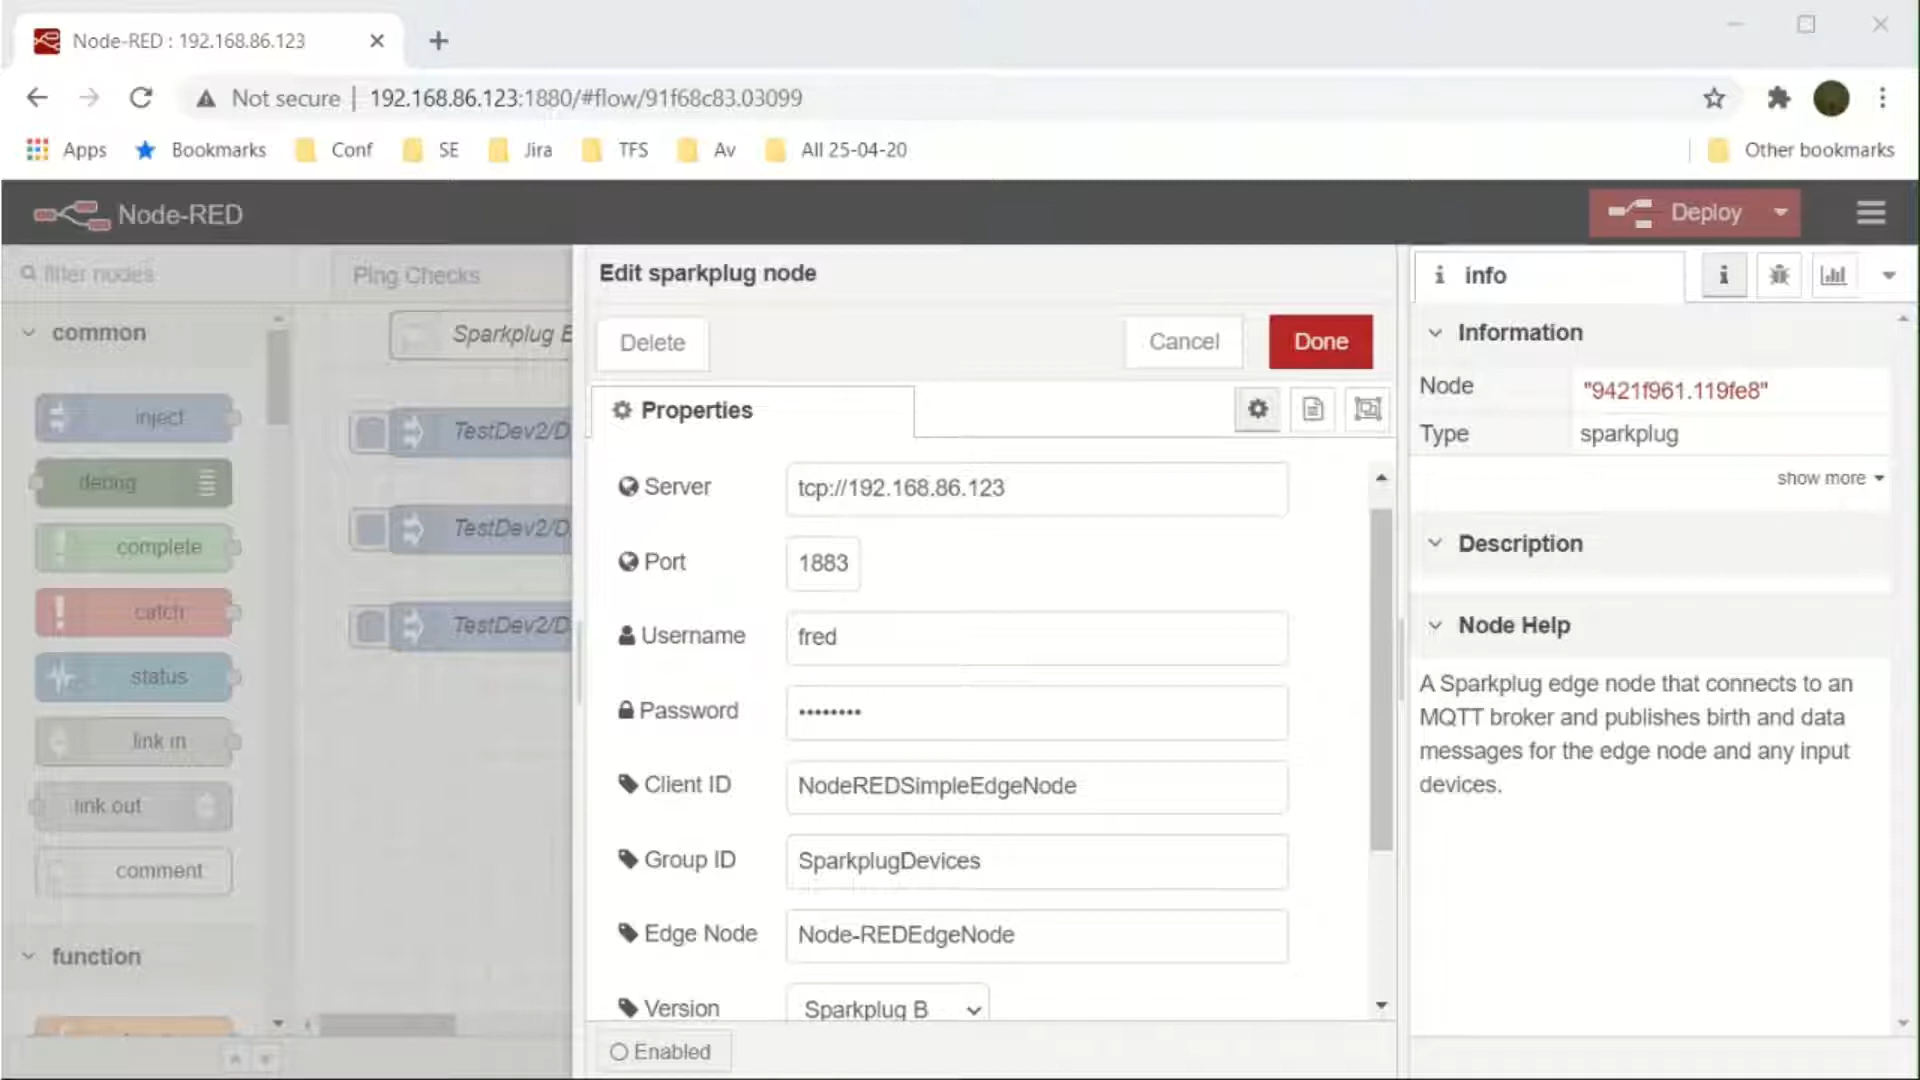 Node-RED : 192.168.86.123
Not secure | 192.168.86.123:1880/#flow/91f68c83.03099
Apps Bookmarks Conf SE Jira TFS Av All 25-04-20 Other bookmarks
Node-RED Deploy
filter nodes
Ping Checks
common
inject
debug
complete
catch
status
link in
link out
comment
function
Sparkplug B
TestDev2/D
TestDev2/D
TestDev2/D
Edit sparkplug node
Delete Cancel Done
Properties
Server tcp://192.168.86.123
Port 1883
Username fred
Password ••••••••
Client ID NodeREDSimpleEdgeNode
Group ID SparkplugDevices
Edge Node Node-REDEdgeNode
Version Sparkplug B
Enabled
info
Information
Node "9421f961.119fe8"
Type sparkplug
show more
Description
Node Help
A Sparkplug edge node that connects to an
MQTT broker and publishes birth and data
messages for the edge node and any input
devices.